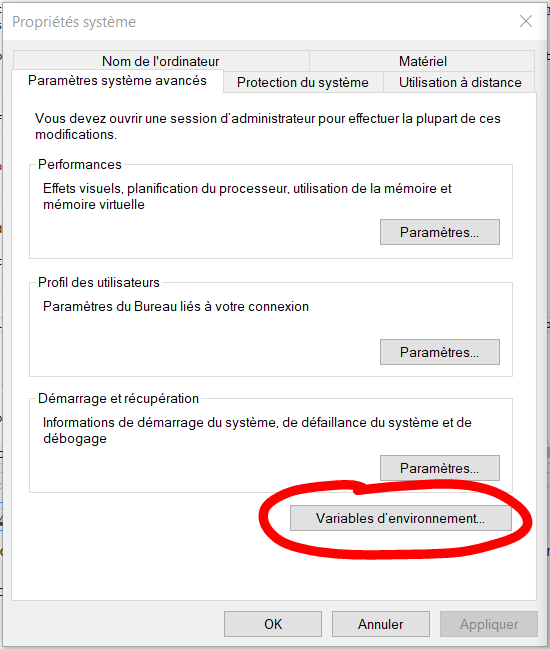 Propriétés système
Nom de l'ordinateur
Matériel
Paramètres système avancés
Protection du système
Utilisation à distance
Vous devez ouvrir une session d'administrateur pour effectuer la plupart de ces
modifications.
Performances
Effets visuels, planification du processeur, utilisation de la mémoire et
mémoire virtuelle
Paramètres...
Profil des utilisateurs
Paramètres du Bureau liés à votre connexion
Paramètres...
Démarrage et récupération
Informations de démarrage du système, de défaillance du système et de
débogage
Paramètres...
Variables d'environnement...
OK
Annuler
Appliquer